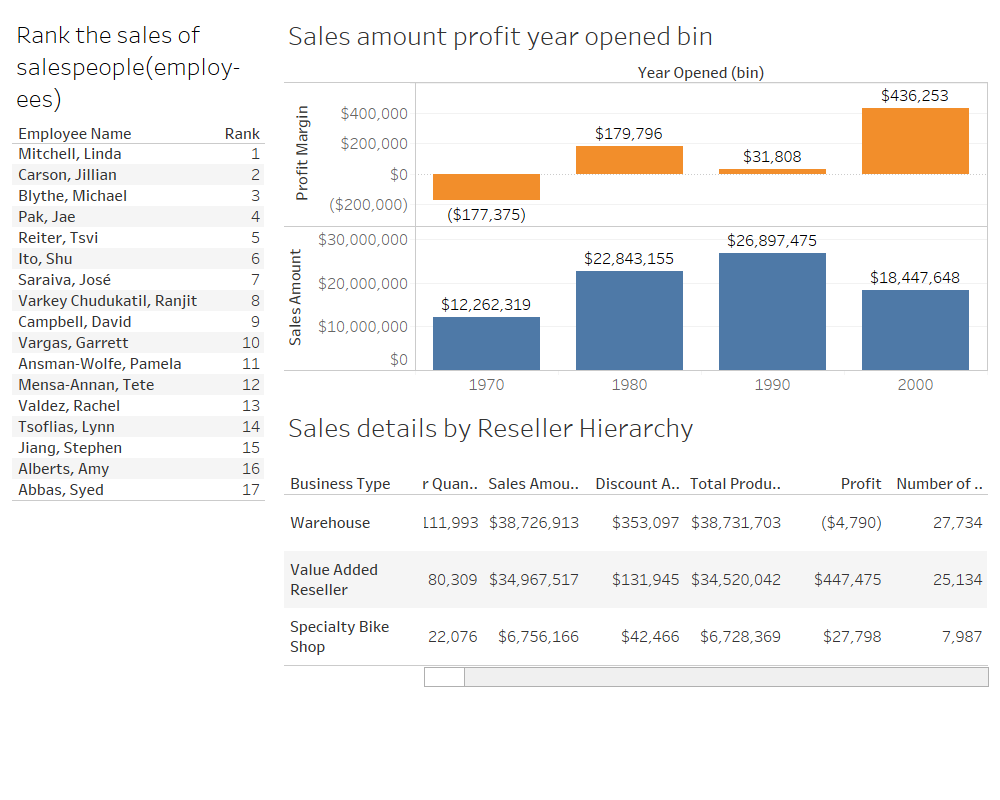 Rank the sales of
salespeople(employ-
ees)
Employee Name Rank
Mitchell, Linda 1
Carson, Jillian 2
Blythe, Michael 3
Pak, Jae 4
Reiter, Tsvi 5
Ito, Shu 6
Saraiva, José 7
Varkey Chudukatil, Ranjit 8
Campbell, David 9
Vargas, Garrett 10
Ansman-Wolfe, Pamela 11
Mensa-Annan, Tete 12
Valdez, Rachel 13
Tsoflias, Lynn 14
Jiang, Stephen 15
Alberts, Amy 16
Abbas, Syed 17
Sales amount profit year opened bin
Year Opened (bin)
Profit Margin
$400,000
$200,000
$0
($200,000)
($177,375)
$179,796
$31,808
$436,253
Sales Amount
$30,000,000
$20,000,000
$10,000,000
$0
$12,262,319
$22,843,155
$26,897,475
$18,447,648
1970 1980 1990 2000
Sales details by Reseller Hierarchy
Business Type r Quan.. Sales Amou.. Discount A.. Total Produ.. Profit Number of ..
Warehouse 111,993 $38,726,913 $353,097 $38,731,703 ($4,790) 27,734
Value Added
Reseller 80,309 $34,967,517 $131,945 $34,520,042 $447,475 25,134
Specialty Bike
Shop 22,076 $6,756,166 $42,466 $6,728,369 $27,798 7,987